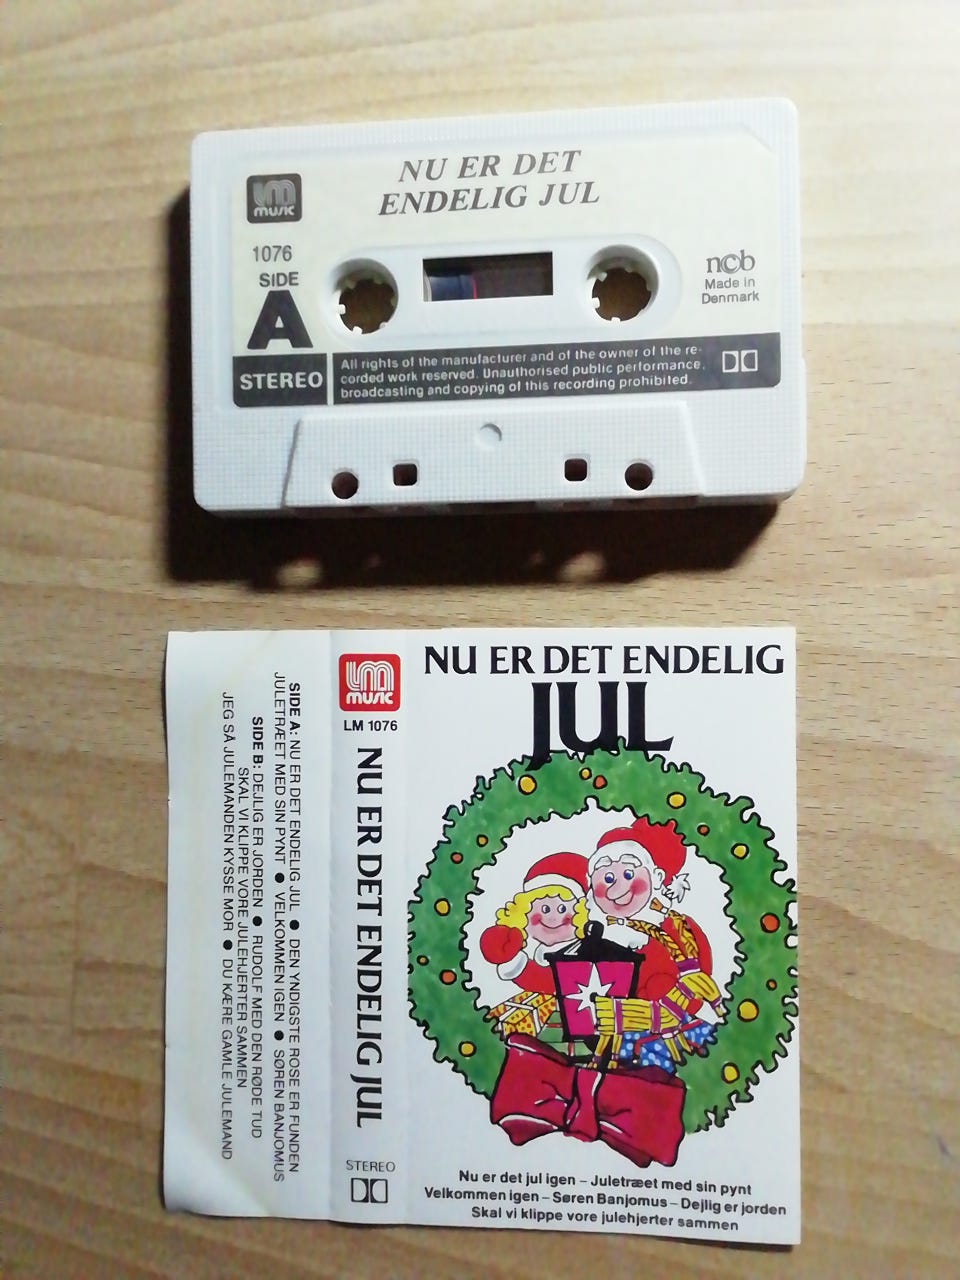 LM
music
NU ER DET
ENDELIG JUL
1076
SIDE
A
ncb
Made in
Denmark
STEREO
All rights of the manufacturer and of the owner of the re-
corded work reserved. Unauthorised public performance,
broadcasting and copying of this recording prohibited.
NU ER DET ENDELIG
JUL
Nu er det jul igen – Juletræet med sin pynt
Velkommen igen – Søren Banjomus – Dejlig er jorden
Skal vi klippe vore julehjerter sammen
LM
music
LM 1076
NU ER DET ENDELIG JUL
STEREO
SIDE A: NU ER DET ENDELIG JUL ● DEN YNDIGSTE ROSE ER FUNDEN
JULETRÆET MED SIN PYNT ● VELKOMMEN IGEN ● SØREN BANJOMUS
SIDE B: DEJLIG ER JORDEN ● RUDOLF MED DEN RØDE TUD
SKAL VI KLIPPE VORE JULEHJERTER SAMMEN
JEG SÅ JULEMANDEN KYSSE MOR ● DU KÆRE GAMLE JULEMAND